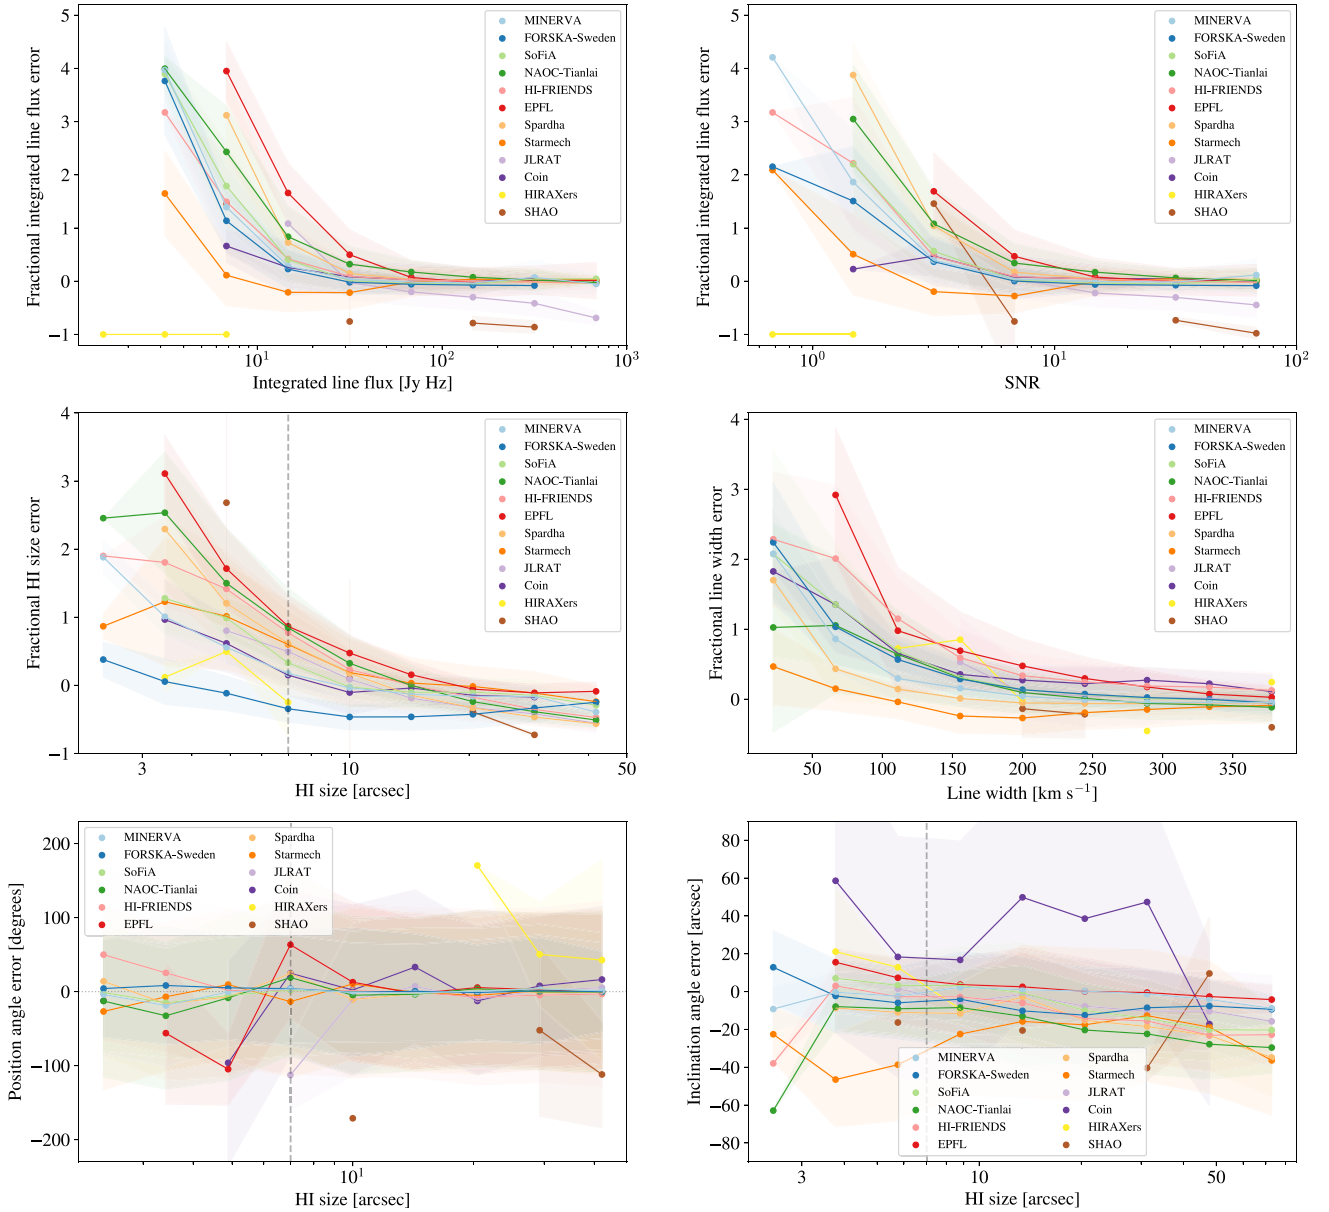 5
4
3
2
1
0
−1
Fractional integrated line flux error
10¹
10²
10³
Integrated line flux [Jy Hz]
MINERVA
FORSKA-Sweden
SoFiA
NAOC-Tianlai
HI-FRIENDS
EPFL
Spardha
Starmech
JLRAT
Coin
HIRAXers
SHAO
5
4
3
2
1
0
−1
Fractional integrated line flux error
10⁰
10¹
10²
SNR
MINERVA
FORSKA-Sweden
SoFiA
NAOC-Tianlai
HI-FRIENDS
EPFL
Spardha
Starmech
JLRAT
Coin
HIRAXers
SHAO
4
3
2
1
0
−1
Fractional HI size error
3
10
50
HI size [arcsec]
MINERVA
FORSKA-Sweden
SoFiA
NAOC-Tianlai
HI-FRIENDS
EPFL
Spardha
Starmech
JLRAT
Coin
HIRAXers
SHAO
4
3
2
1
0
Fractional line width error
50
100
150
200
250
300
350
Line width [km s⁻¹]
MINERVA
FORSKA-Sweden
SoFiA
NAOC-Tianlai
HI-FRIENDS
EPFL
Spardha
Starmech
JLRAT
Coin
HIRAXers
SHAO
200
100
0
−100
−200
Position angle error [degrees]
10¹
HI size [arcsec]
MINERVA
FORSKA-Sweden
SoFiA
NAOC-Tianlai
HI-FRIENDS
EPFL
Spardha
Starmech
JLRAT
Coin
HIRAXers
SHAO
80
60
40
20
0
−20
−40
−60
−80
Inclination angle error [arcsec]
3
10
50
HI size [arcsec]
MINERVA
FORSKA-Sweden
SoFiA
NAOC-Tianlai
HI-FRIENDS
EPFL
Spardha
Starmech
JLRAT
Coin
HIRAXers
SHAO